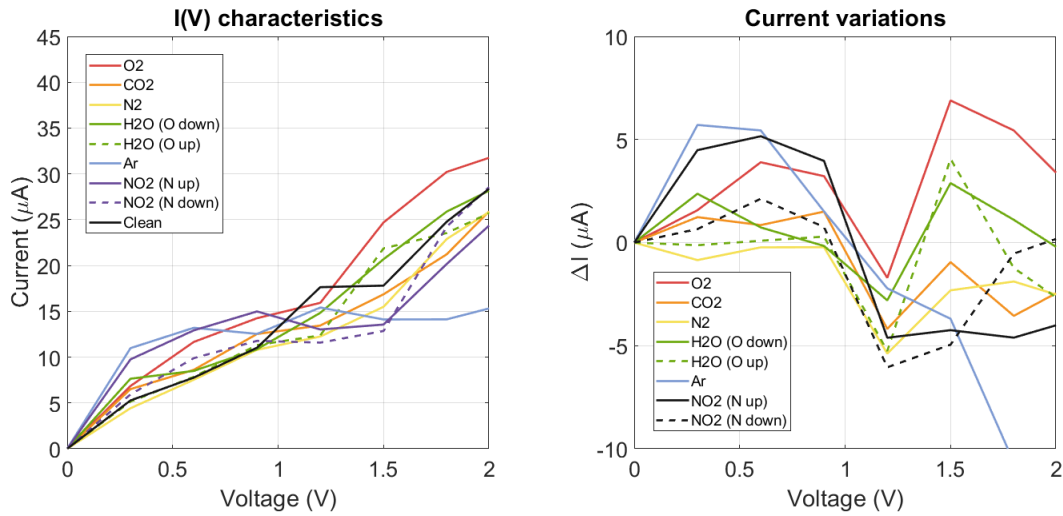 I(V) characteristics
45
40
35
30
25
20
15
10
5
0
Current (μA)
O2
CO2
N2
H2O (O down)
H2O (O up)
Ar
NO2 (N up)
NO2 (N down)
Clean
0
0.5
1
1.5
2
Voltage (V)
Current variations
10
5
0
-5
-10
ΔI (μA)
O2
CO2
N2
H2O (O down)
H2O (O up)
Ar
NO2 (N up)
NO2 (N down)
0
0.5
1
1.5
2
Voltage (V)